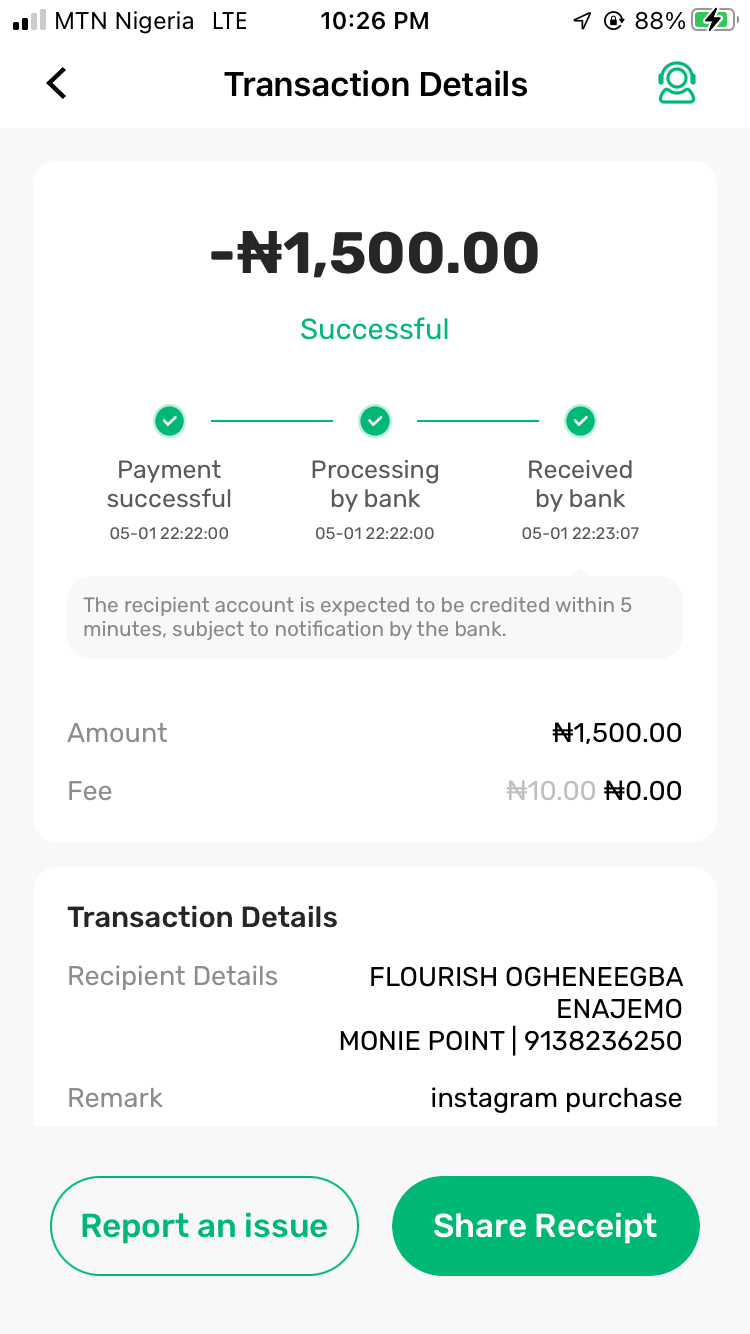 MTN Nigeria LTE 10:26 PM 88%
Transaction Details
-₦1,500.00
Successful
Payment successful
05-01 22:22:00
Processing by bank
05-01 22:22:00
Received by bank
05-01 22:23:07
The recipient account is expected to be credited within 5
minutes, subject to notification by the bank.
Amount ₦1,500.00
Fee ₦10.00 ₦0.00
Transaction Details
Recipient Details FLOURISH OGHENEEGBA
ENAJEMO
MONIE POINT | 9138236250
Remark instagram purchase
Report an issue Share Receipt